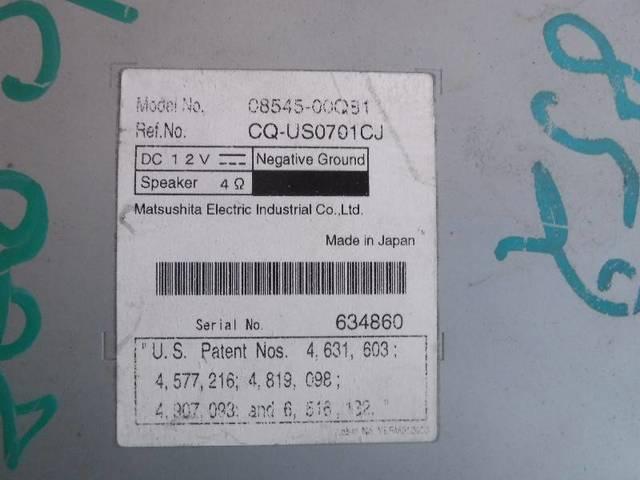 Model No. 08545-00QB1
Ref.No. CQ-US0701CJ
DC 12V Negative Ground
Speaker 4Ω
Matsushita Electric Industrial Co.,Ltd.
Made in Japan
Serial No. 634860
"U.S. Patent Nos. 4,631,603;
4,577,216; 4,819,098;
4,907,093; and 6,516,132."